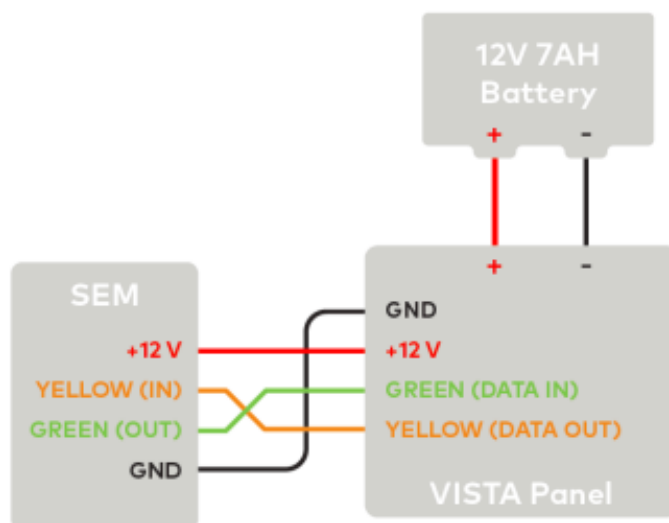 12V 7AH
Battery
+ -
+ -
SEM
+12 V
YELLOW (IN)
GREEN (OUT)
GND
GND
+12 V
GREEN (DATA IN)
YELLOW (DATA OUT)
VISTA Panel